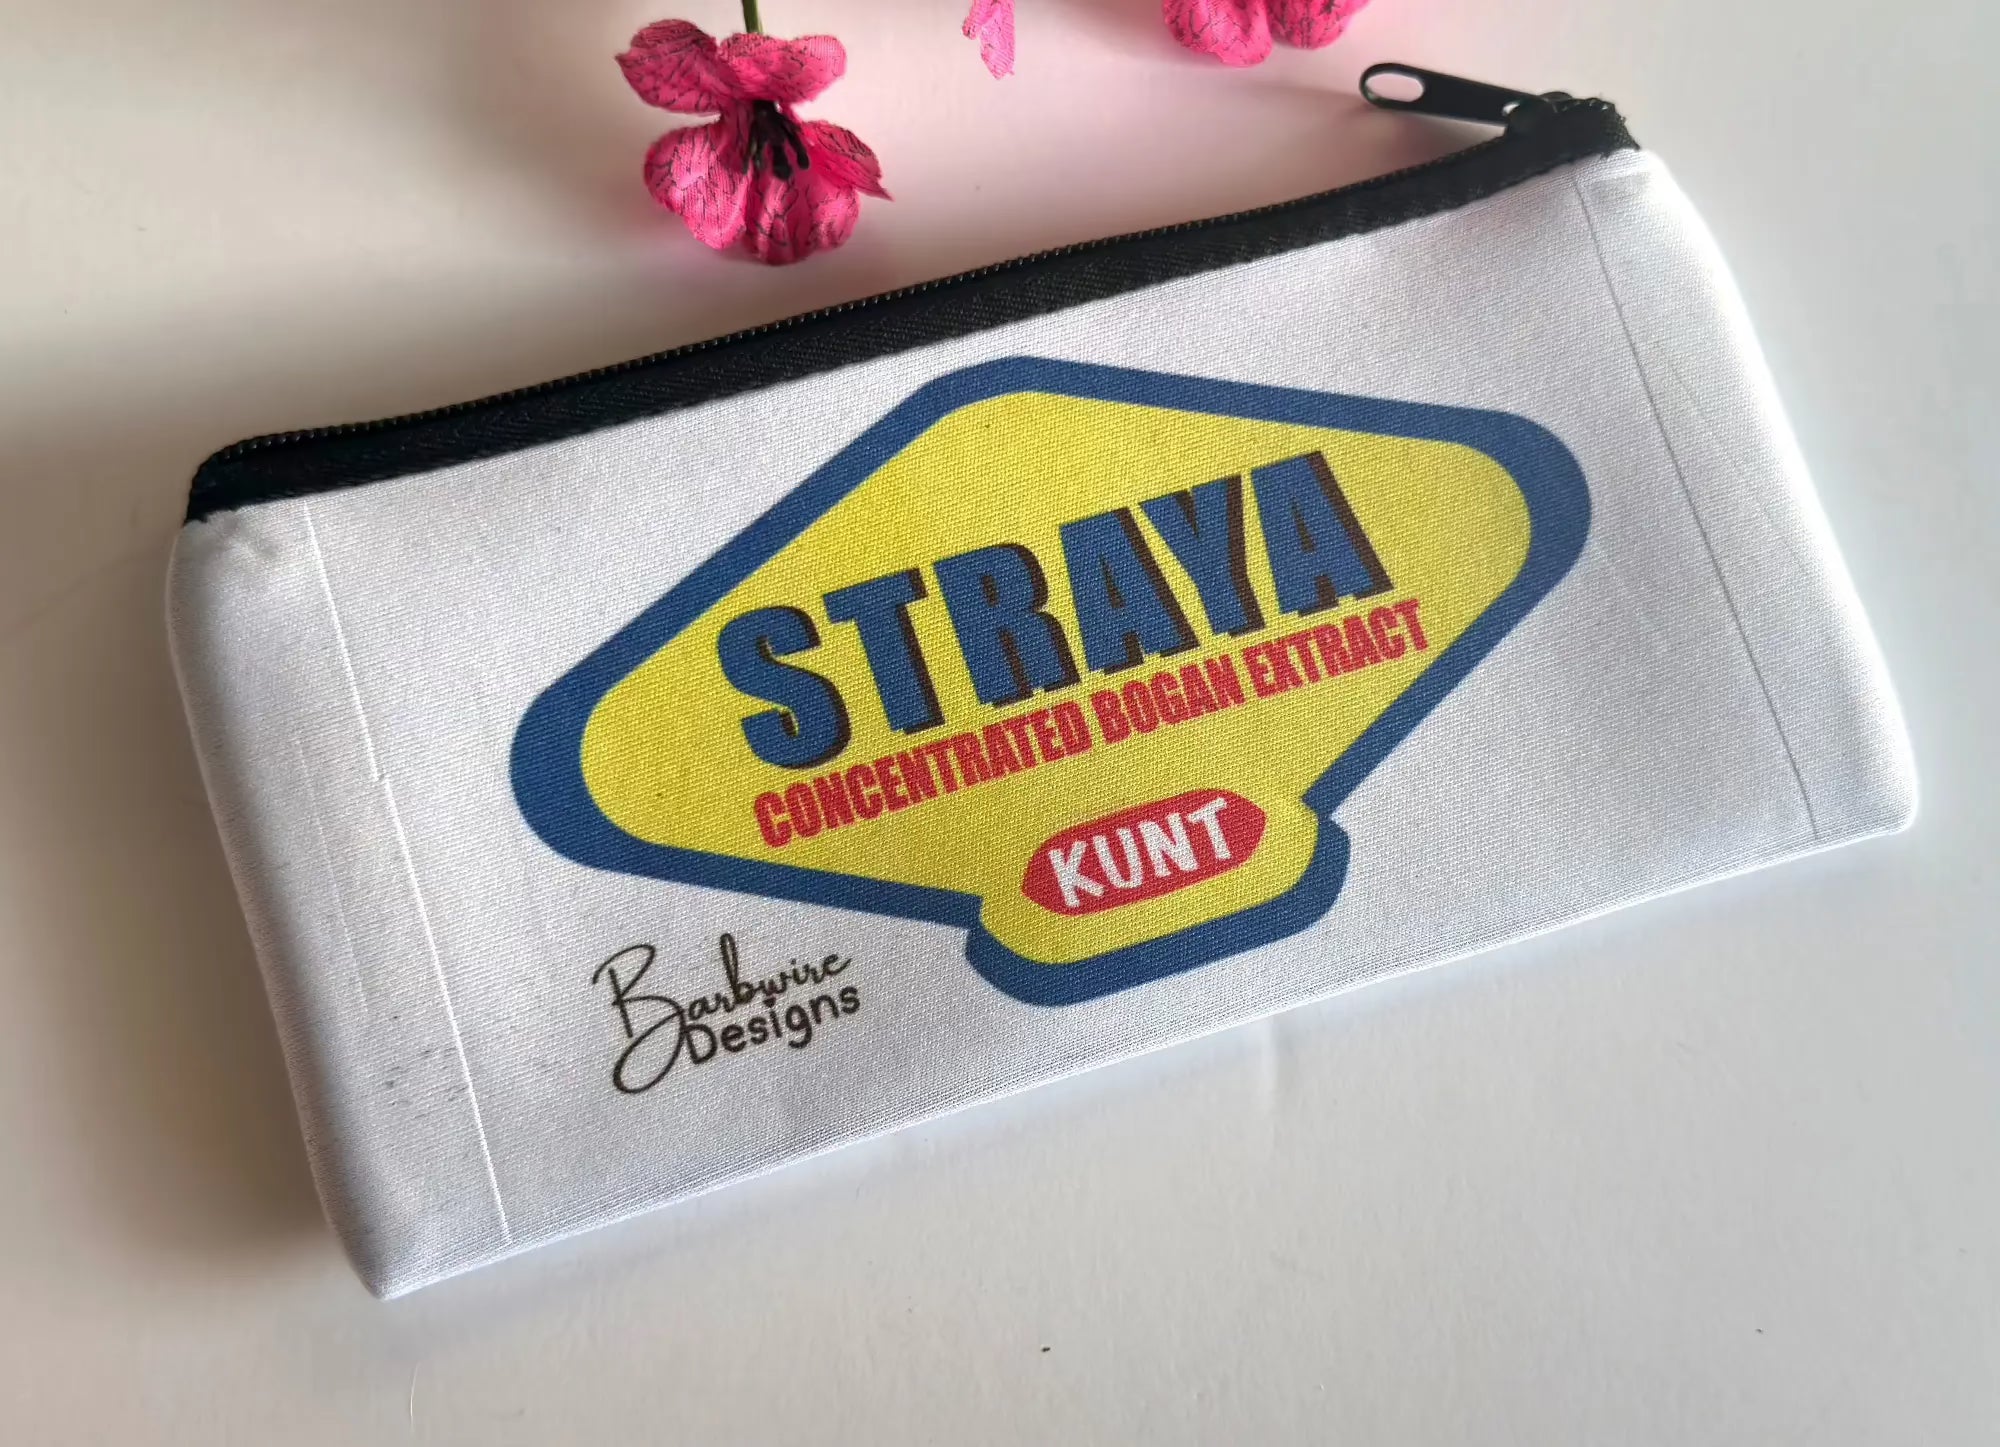 STRAYA
CONCENTRATED BOGAN EXTRACT
KUNT
Barbwire
Designs